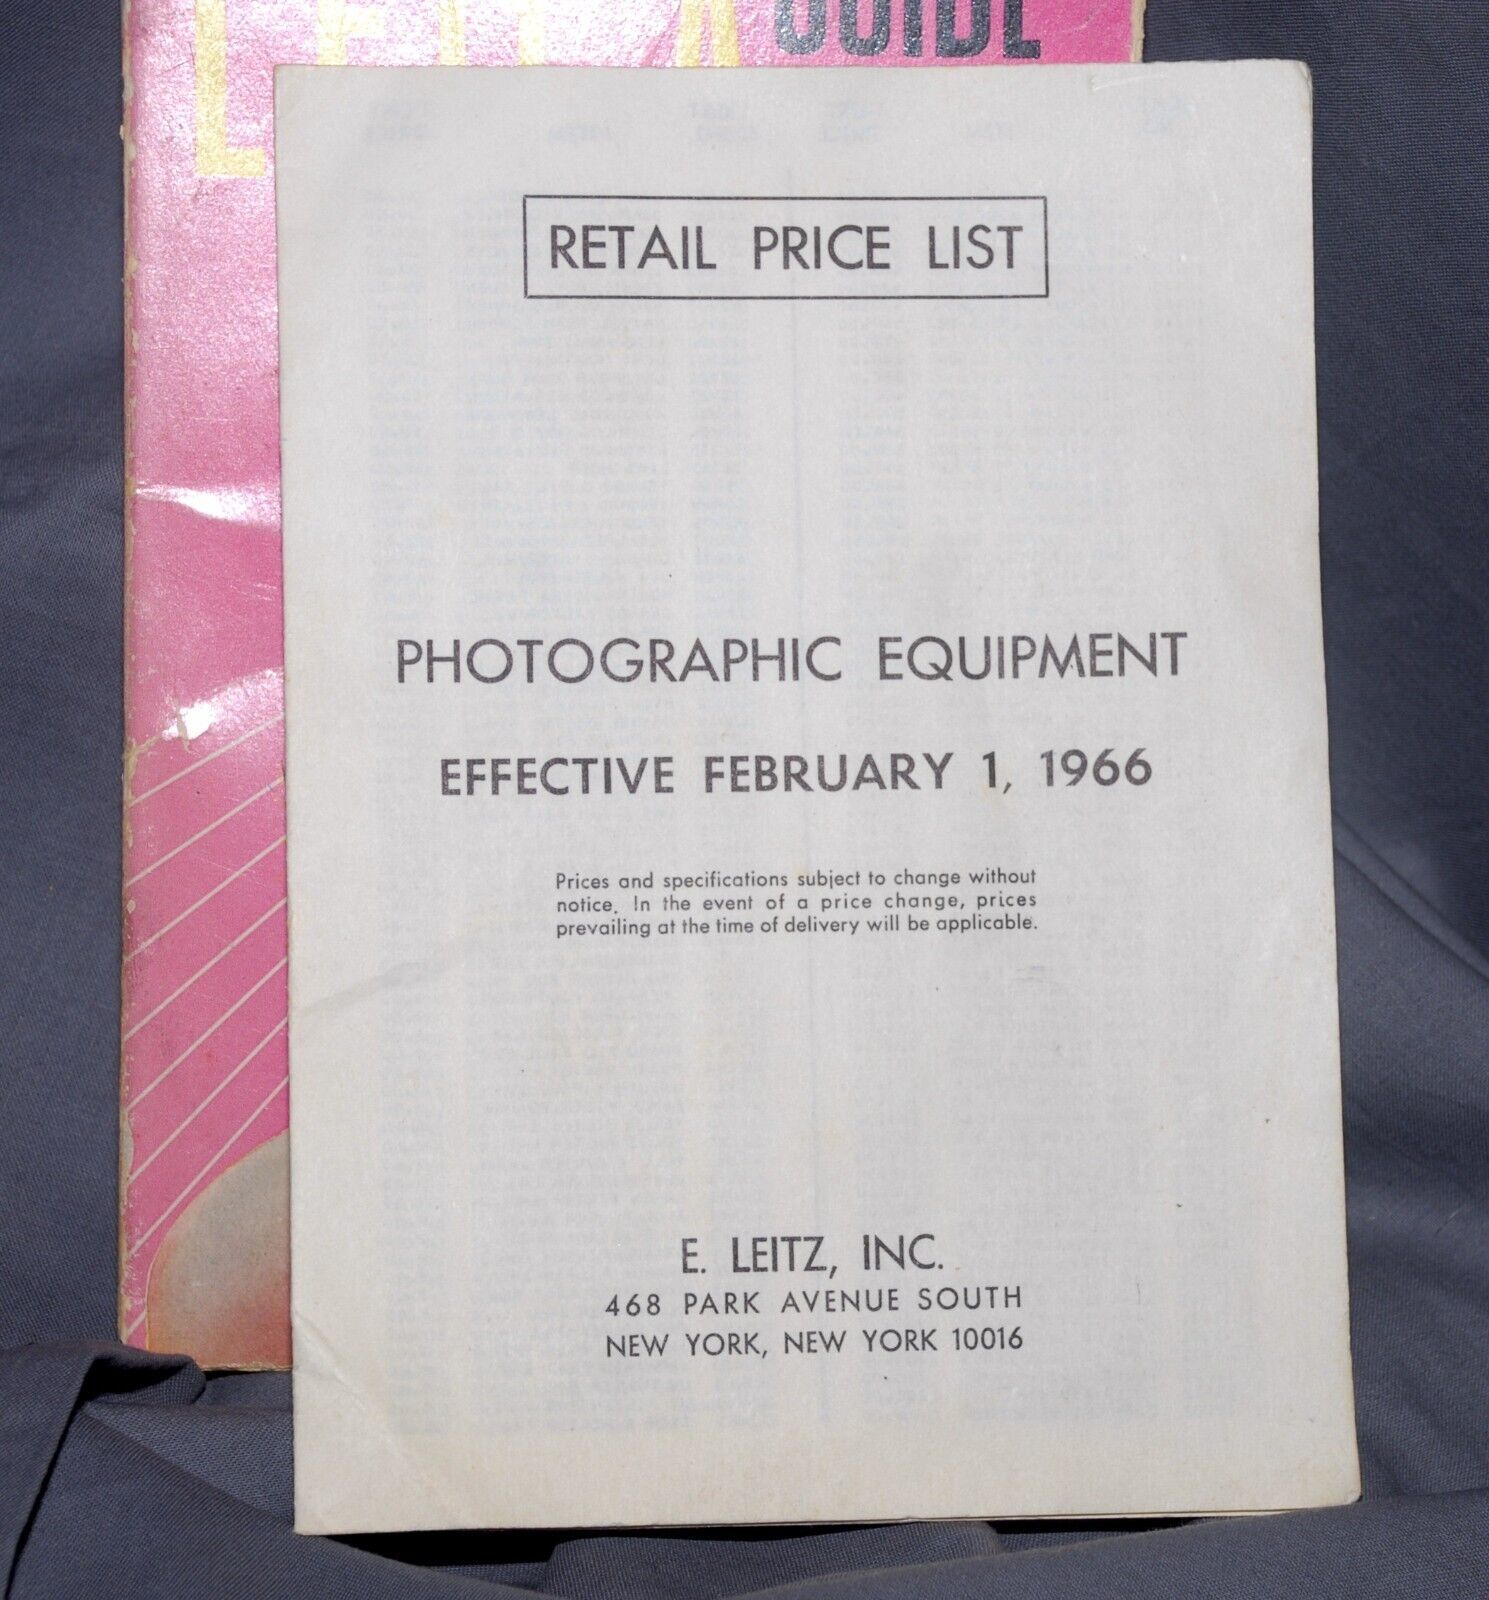 GUIDE
RETAIL PRICE LIST
PHOTOGRAPHIC EQUIPMENT
EFFECTIVE FEBRUARY 1, 1966
Prices and specifications subject to change without
notice. In the event of a price change, prices
prevailing at the time of delivery will be applicable.
E. LEITZ, INC.
468 PARK AVENUE SOUTH
NEW YORK, NEW YORK 10016